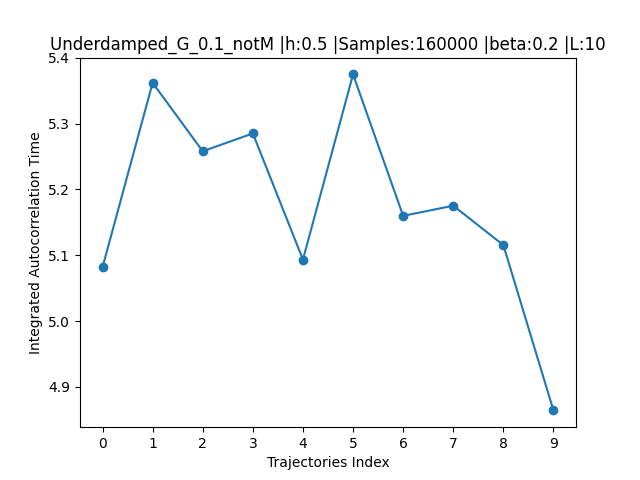 Underdamped_G_0.1_notM |h:0.5 |Samples:160000 |beta:0.2 |L:10
5.4
5.3
5.2
5.1
5.0
4.9
Integrated Autocorrelation Time
0 1 2 3 4 5 6 7 8 9
Trajectories Index